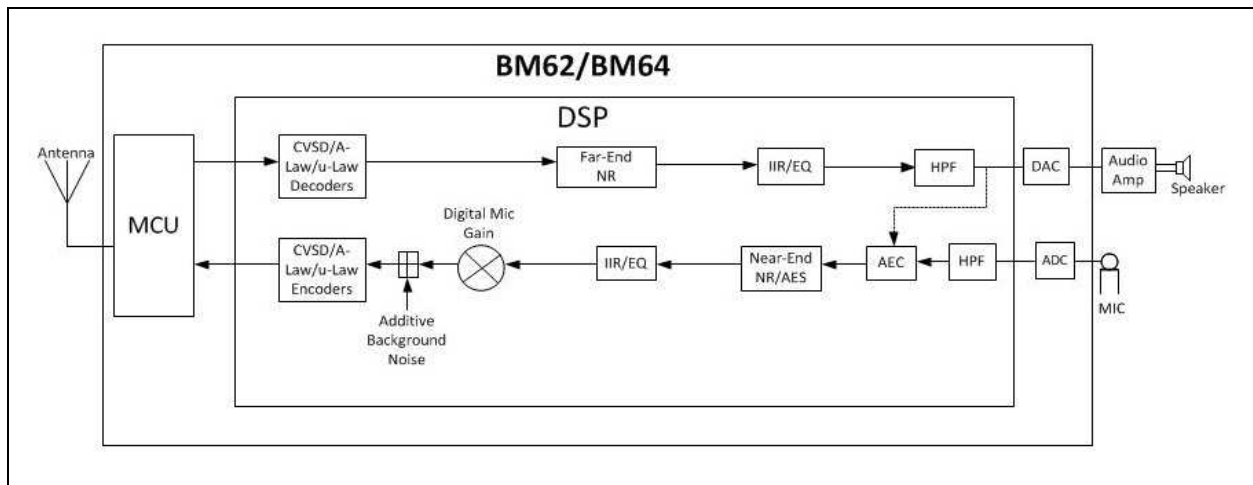 BM62/BM64
DSP
Antenna
MCU
CVSD/A-
Law/u-Law
Decoders
Far-End
NR
IIR/EQ
HPF
DAC
Audio
Amp
Speaker
CVSD/A-
Law/u-Law
Encoders
Additive
Background
Noise
Digital Mic
Gain
IIR/EQ
Near-End
NR/AES
AEC
HPF
ADC
MIC